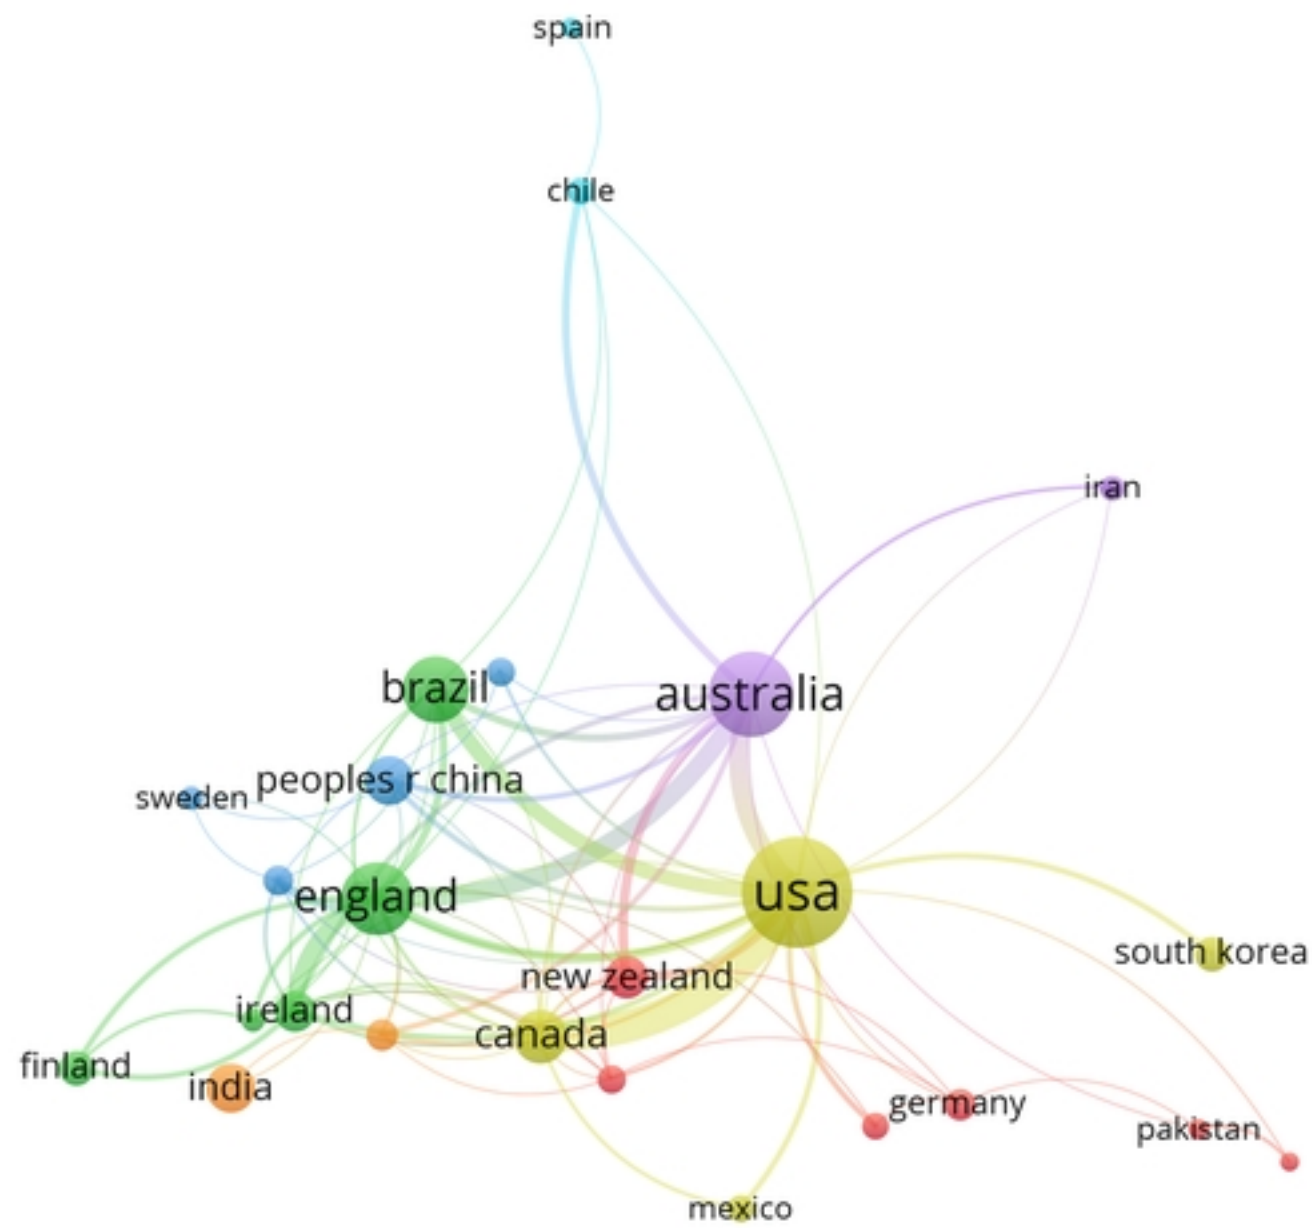 spain
chile
iran
brazil
australia
peoples r china
sweden
england
usa
south korea
new zealand
ireland
canada
finland
india
germany
pakistan
mexico